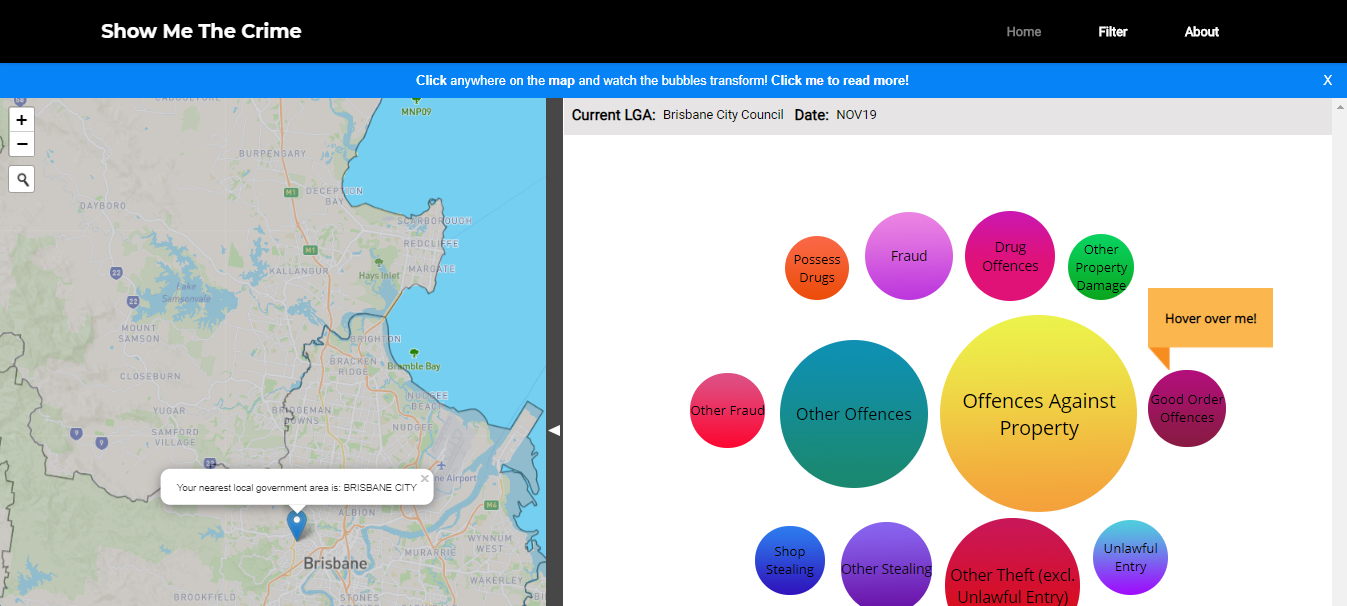 Show Me The Crime
Home
Filter
About
Click anywhere on the map and watch the bubbles transform! Click me to read more!
X
+
−
MNP09
BURPENGARY
M1
DECEPTION
BAY
DAYBORO
SCARBOROUGH
REDCLIFFE
M1
MARGATE
22
KALLANGUR
Hays Inlet
Lake
Samsonvale
22
MOUNT
SAMSON
BRIGHTON
BRACKEN
RIDGE
Bramble Bay
CLOSEBURN
NUDGEE
BEACH
YUGAR
BRIDGEMAN
DOWNS
NUDGEE
9
9
SAMFORD
VILLAGE
22
ne Airport
Your nearest local government area is: BRISBANE CITY
×
M4
ALBION
WYNNUM
WEST
MURARRIE
Brisbane
WAKERLEY
BROOKFIELD
STONES
Current LGA: Brisbane City Council Date: NOV19
Possess
Drugs
Fraud
Drug
Offences
Other
Property
Damage
Hover over me!
Other Fraud
Other Offences
Offences Against
Property
Good Order
Offences
Shop
Stealing
Other Stealing
Other Theft (excl.
Unlawful Entry)
Unlawful
Entry